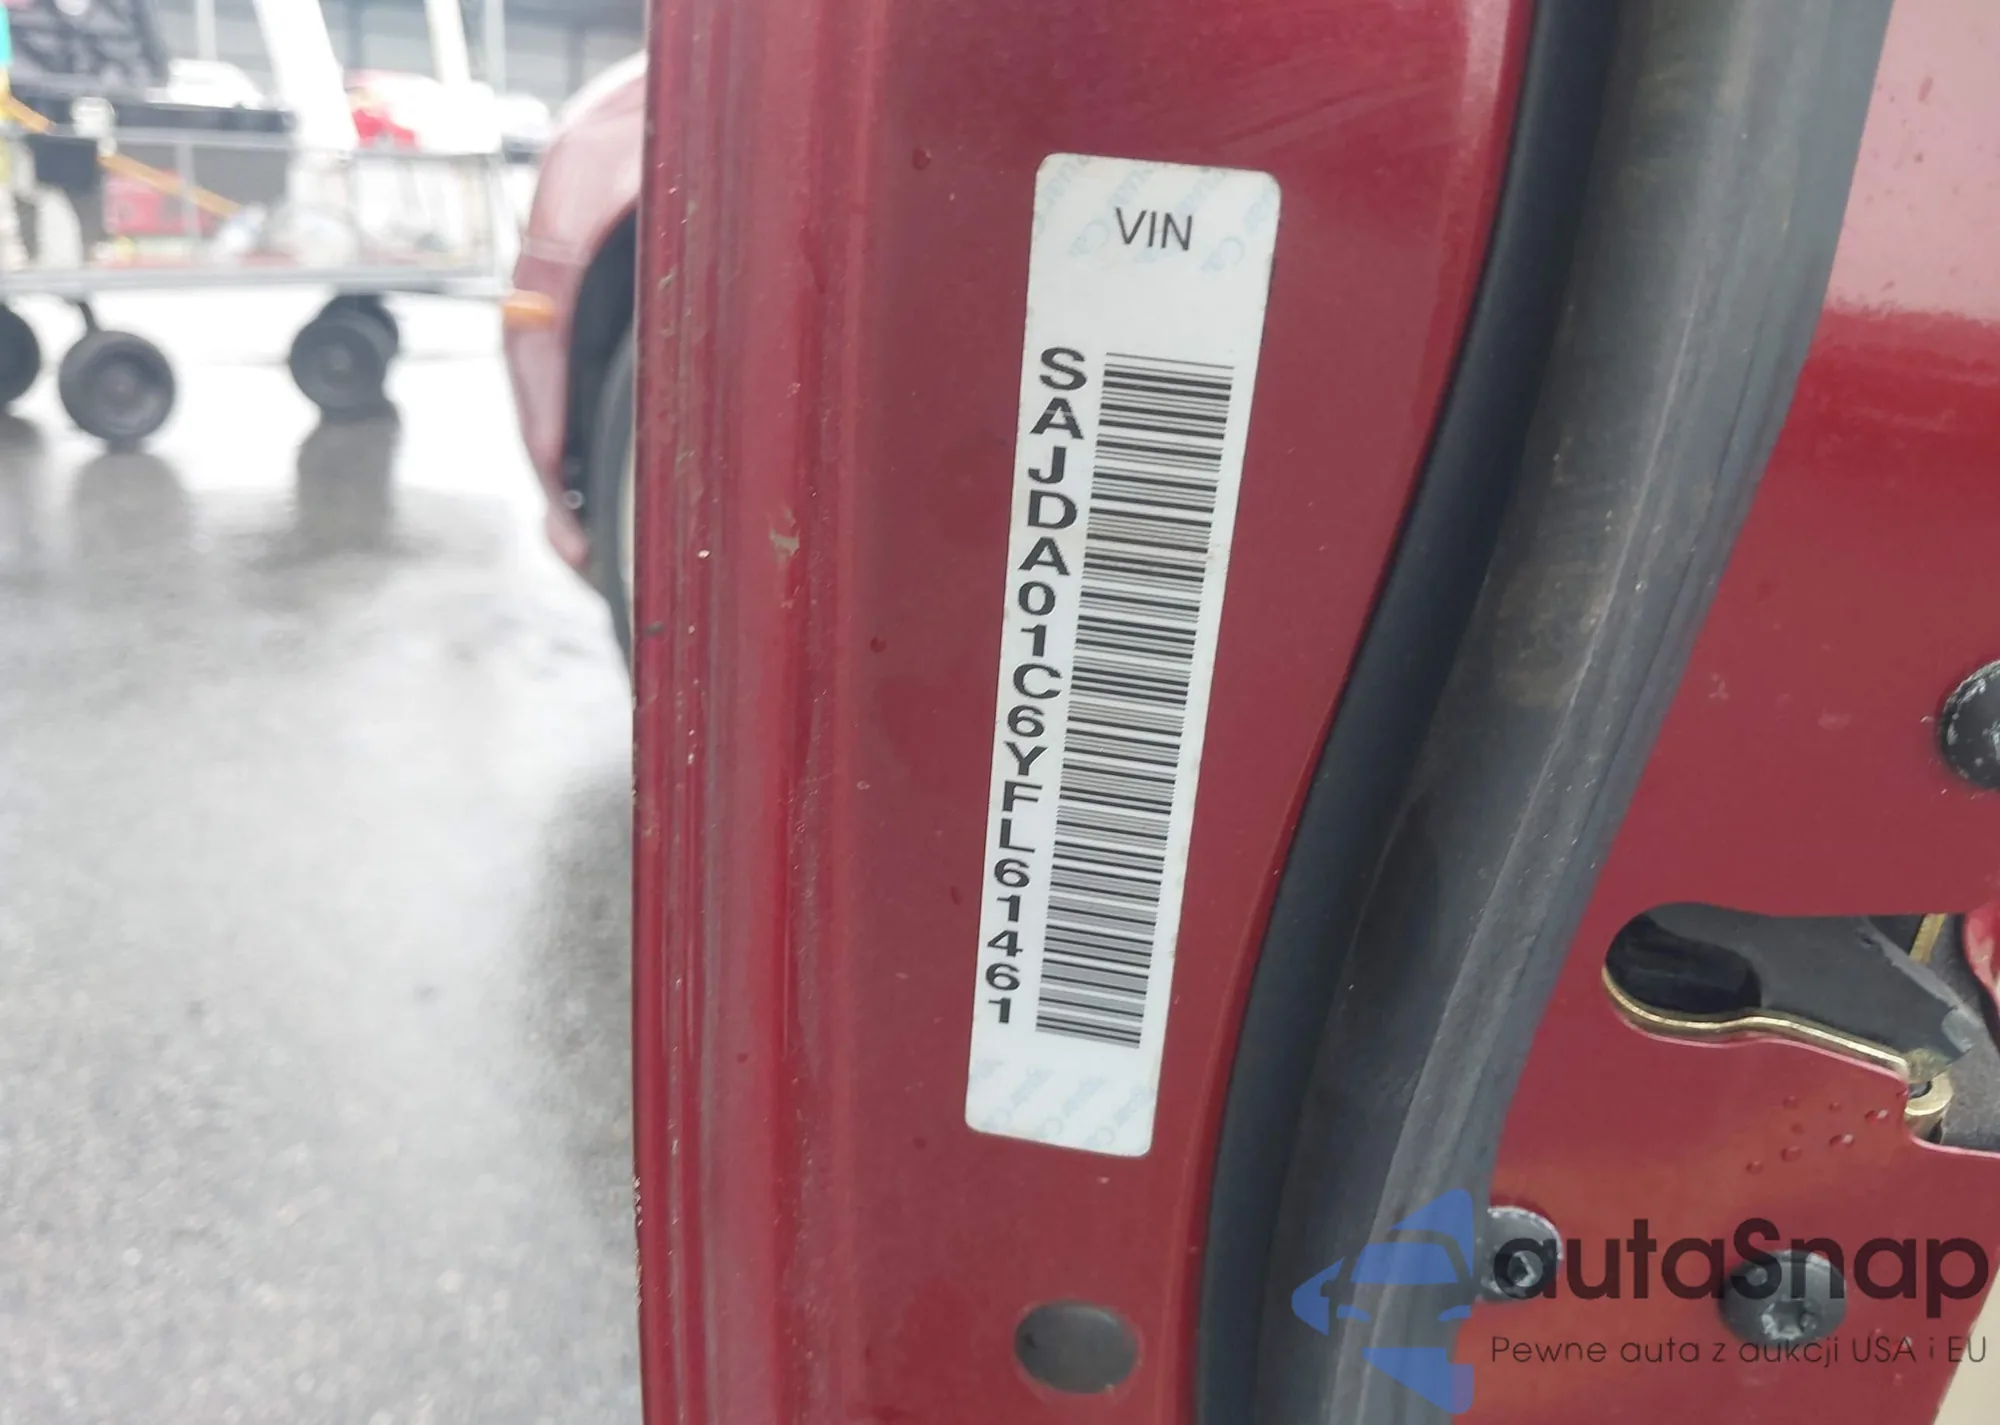 VIN
SAJDA01C6YFL61461
autaSnap
Pewne auta z aukcji USA i EU